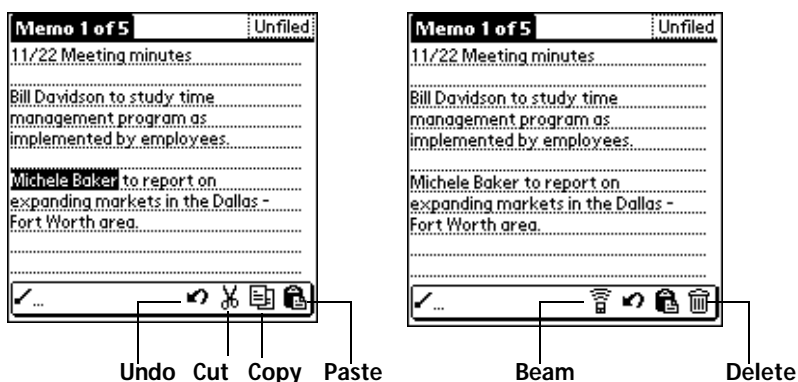 Memo 1 of 5 Unfiled
11/22 Meeting minutes
Bill Davidson to study time
management program as
implemented by employees.
Michele Baker to report on
expanding markets in the Dallas -
Fort Worth area.
...
Undo Cut Copy Paste
Memo 1 of 5 Unfiled
11/22 Meeting minutes
Bill Davidson to study time
management program as
implemented by employees.
Michele Baker to report on
expanding markets in the Dallas -
Fort Worth area.
...
Beam Delete